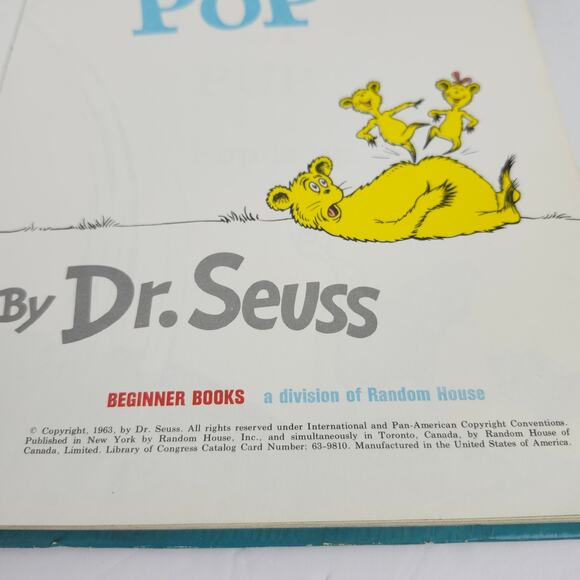 POP
By Dr. Seuss
BEGINNER BOOKS a division of Random House
© Copyright, 1963, by Dr. Seuss. All rights reserved under International and Pan-American Copyright Conventions.
Published in New York by Random House, Inc., and simultaneously in Toronto, Canada, by Random House of
Canada, Limited. Library of Congress Catalog Card Number: 63-9810. Manufactured in the United States of America.